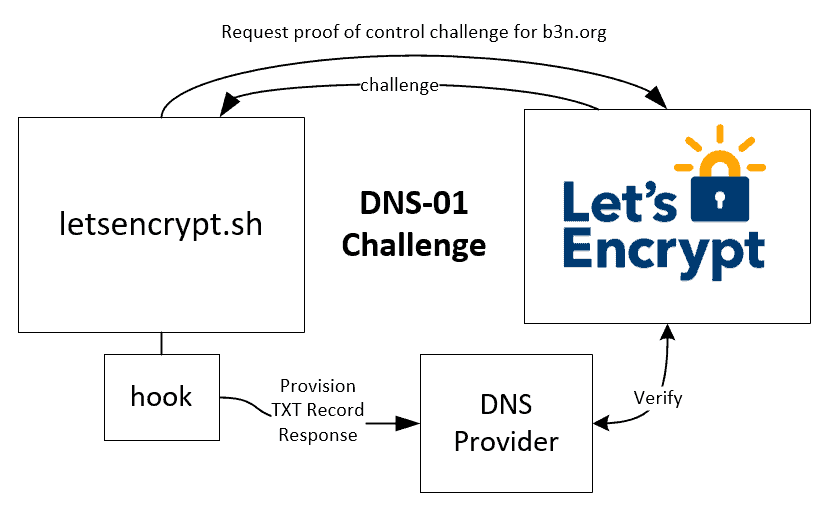 Request proof of control challenge for b3n.org
challenge
letsencrypt.sh
DNS-01
Challenge
Let's
Encrypt
hook
Provision
TXT Record
Response
DNS
Provider
Verify